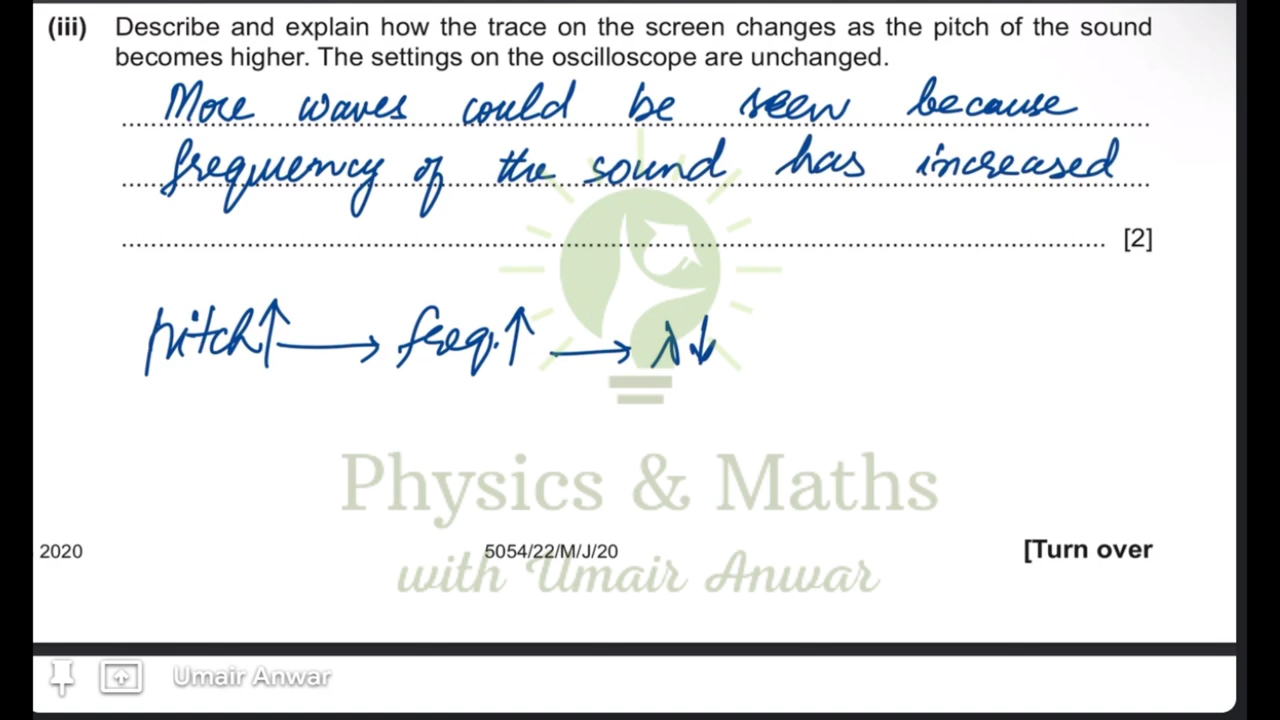 (iii) Describe and explain how the trace on the screen changes as the pitch of the sound
becomes higher. The settings on the oscilloscope are unchanged.
More waves could be seen because
frequency of the sound has increased
[2]
pitch↑ → freq.↑ → λ↓
Physics & Maths
2020 5054/22/M/J/20 [Turn over
with Umair Anwar
Umair Anwar